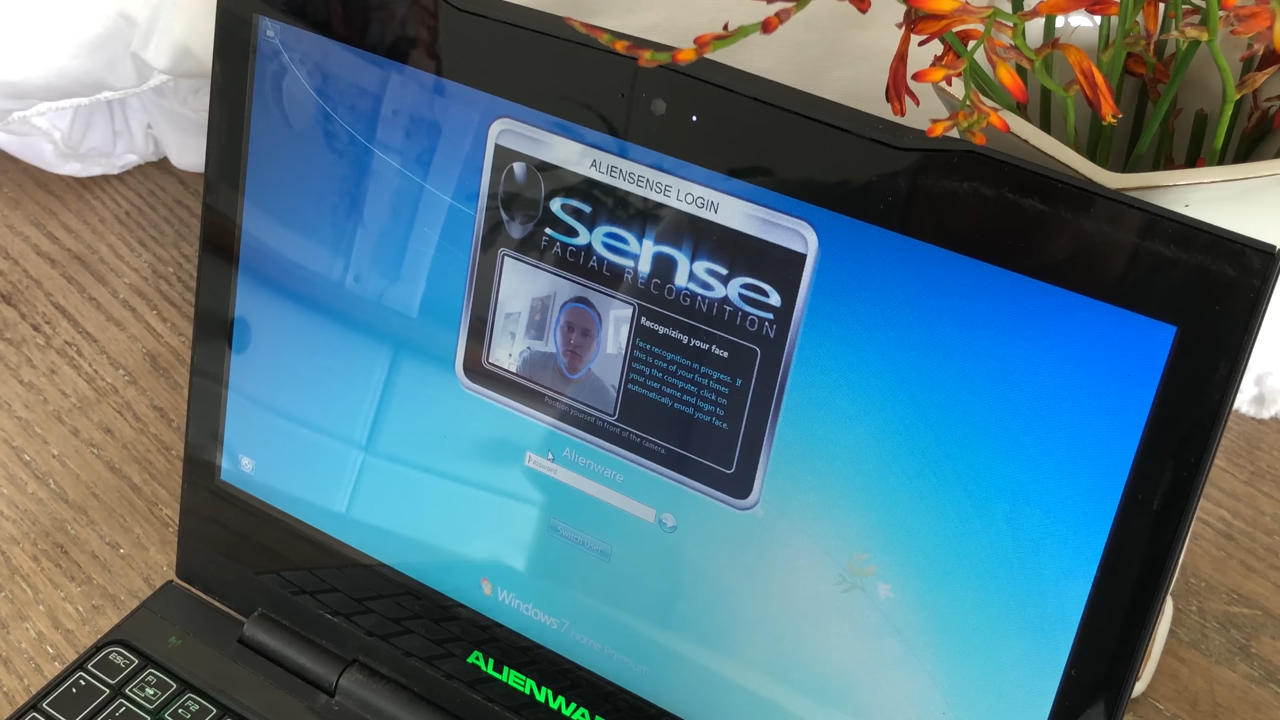 ALIENSENSE LOGIN
Sense
FACIAL RECOGNITION
Recognizing your face
Face recognition in progress. If
this is one of your first times
using the computer, click on
your user name and login to
automatically enroll your face.
Position yourself in front of the camera.
Alienware
Password
Switch User
Windows 7 Home Premium
ALIENWA
ESC
F1
F2